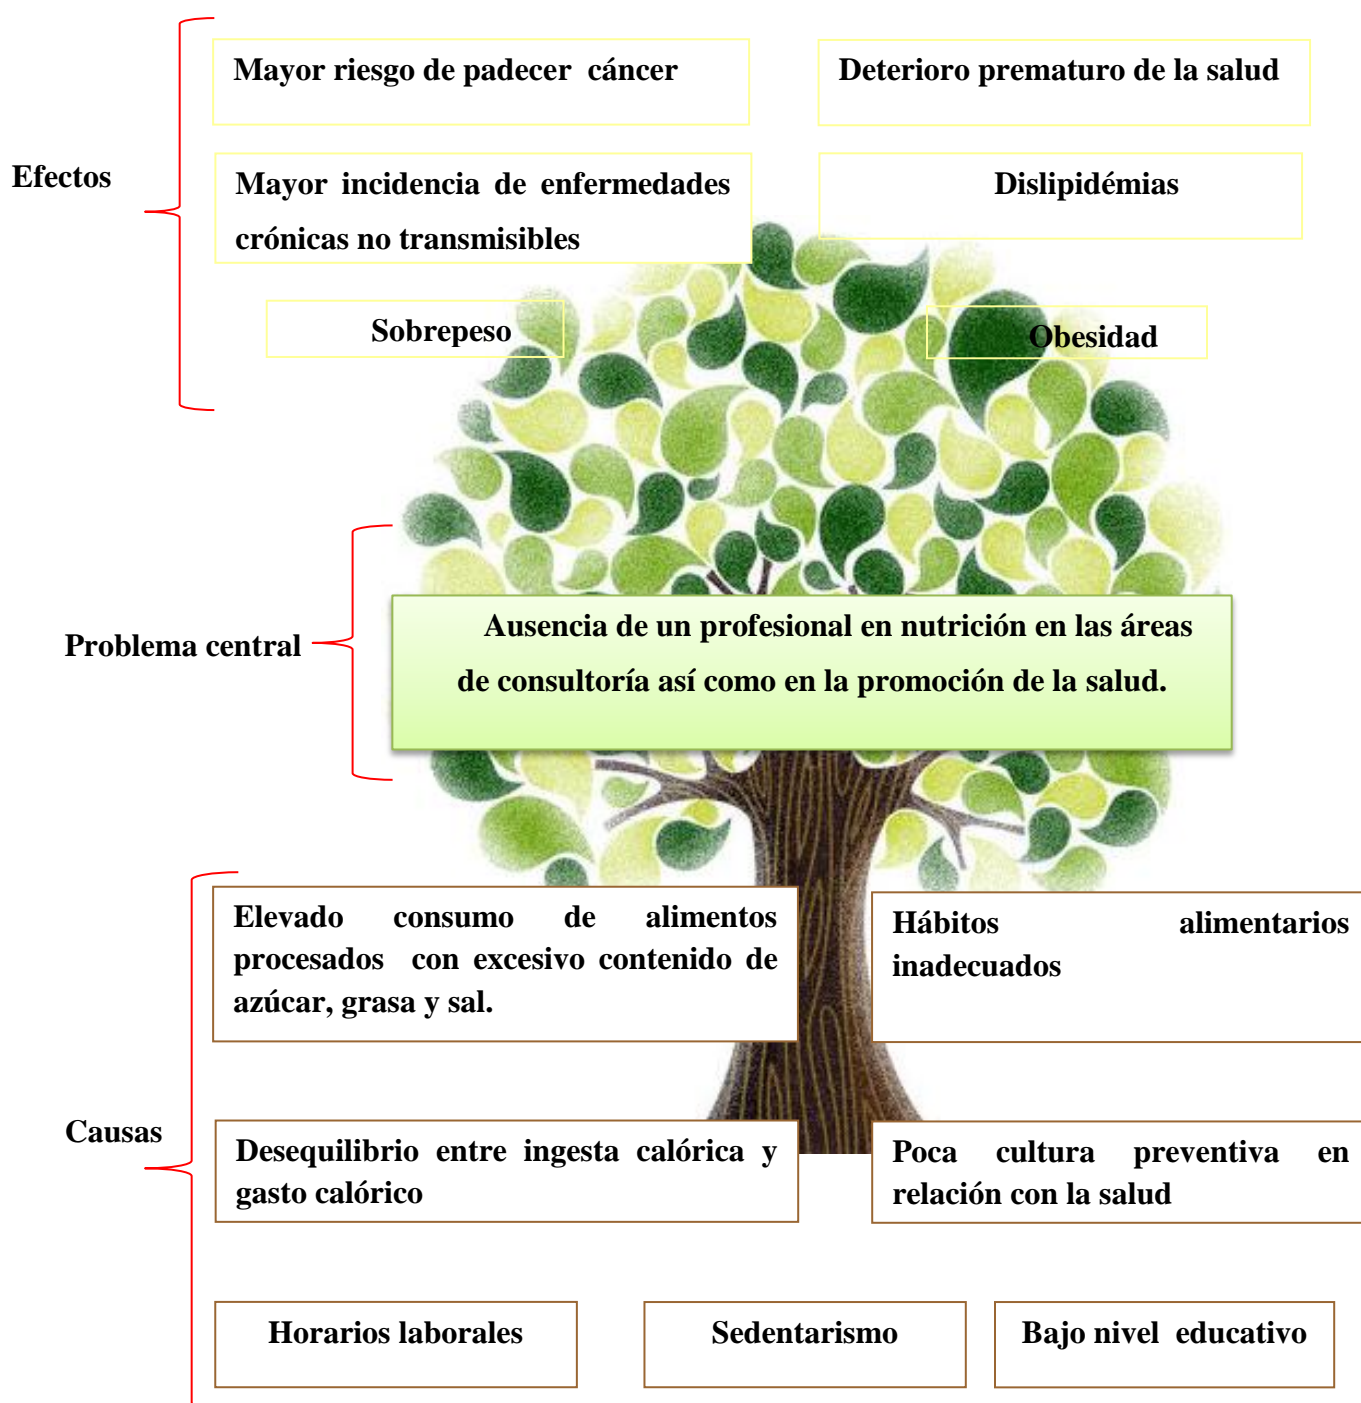 Mayor riesgo de padecer cáncer
Deterioro prematuro de la salud
Efectos
Mayor incidencia de enfermedades
crónicas no transmisibles
Dislipidémias
Sobrepeso
Obesidad
Problema central
Ausencia de un profesional en nutrición en las áreas
de consultoría así como en la promoción de la salud.
Elevado consumo de alimentos
procesados con excesivo contenido de
azúcar, grasa y sal.
Hábitos alimentarios
inadecuados
Causas
Desequilibrio entre ingesta calórica y
gasto calórico
Poca cultura preventiva en
relación con la salud
Horarios laborales
Sedentarismo
Bajo nivel educativo